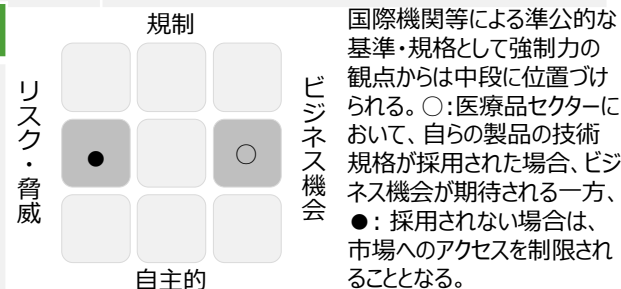 規制
リスク・脅威
●
○
ビジネス機会
自主的
国際機関等による準公的な
基準・規格として強制力の
観点からは中段に位置づけ
られる。○:医療品セクターに
おいて、自らの製品の技術
規格が採用された場合、ビジ
ネス機会が期待される一方、
●: 採用されない場合は、
市場へのアクセスを制限され
ることとなる。